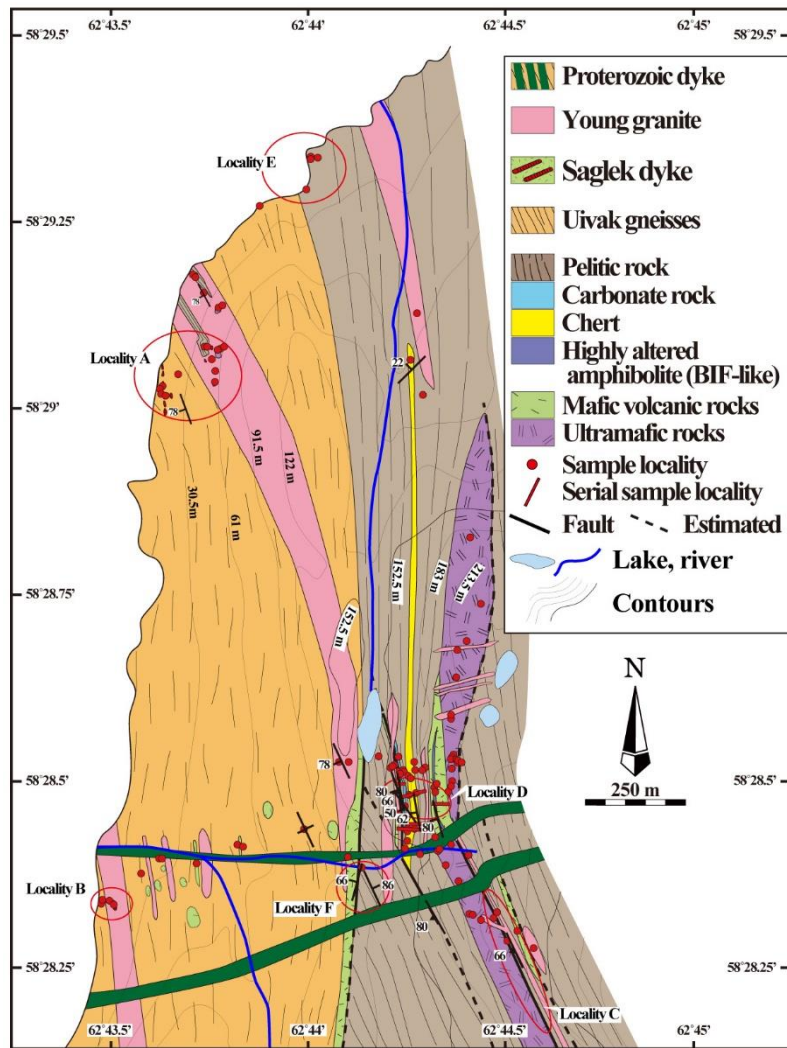 62°43.5’
62°44’
62°44.5’
62°45’
58°29.5’
58°29.5’
Proterozoic dyke
Young granite
Locality E
Saglek dyke
58°29.25’
Uivak gneisses
Pelitic rock
Carbonate rock
78
Chert
Locality A
22
Highly altered
amphibolite (BIF-like)
58°29’
78
Mafic volcanic rocks
91.5 m
122 m
Ultramafic rocks
Sample locality
30.5m
61 m
Serial sample locality
Fault
Estimated
152.5 m
183 m
213.5 m
Lake, river
58°28.75’
Contours
152.5 m
N
78
58°28.5’
58°28.5’
80
66
Locality D
250 m
50
62
80
Locality B
66
86
Locality F
80
66
58°28.25’
58°28.25’
Locality C
62°43.5’
62°44’
62°44.5’
62°45’